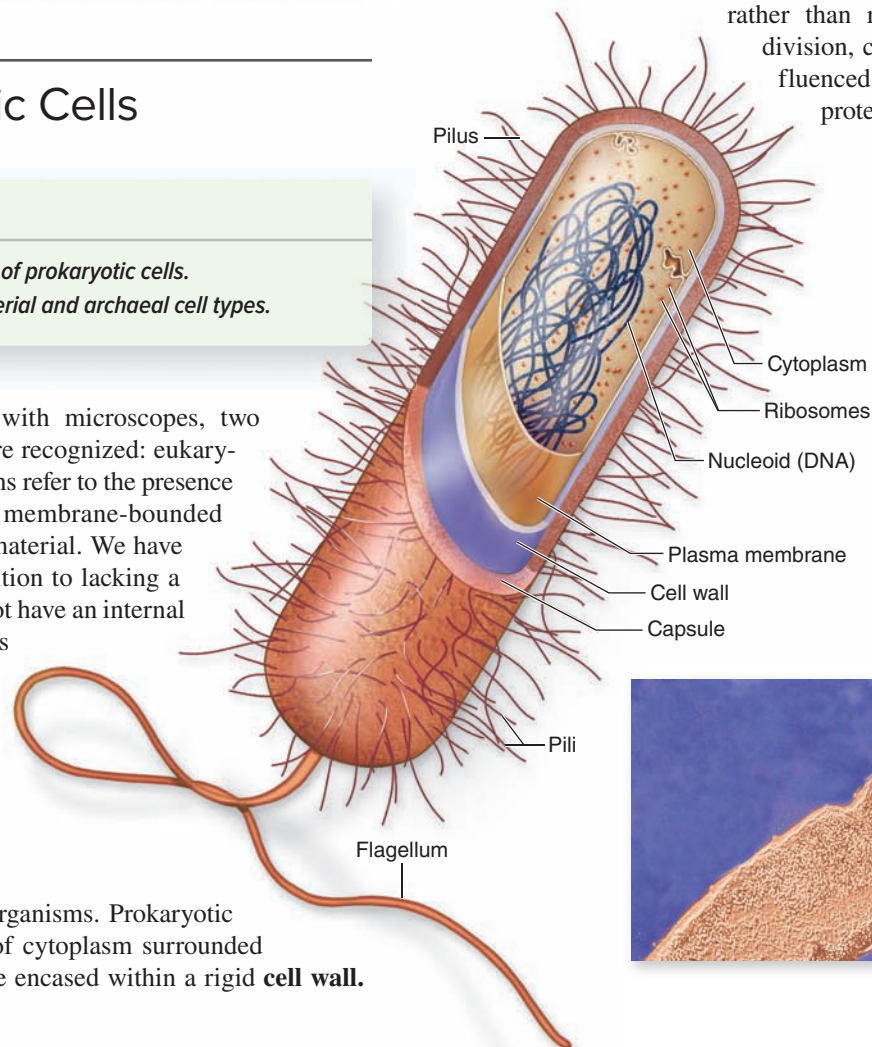 ic Cells
of prokaryotic cells.
erial and archaeal cell types.
with microscopes, two
re recognized: eukary-
ns refer to the presence
membrane-bounded
naterial. We have
ition to lacking a
ot have an internal
s
rganisms. Prokaryotic
of cytoplasm surrounded
e encased within a rigid cell wall.
rather than
division, c
fluenced
prote
Pilus
Cytoplasm
Ribosomes
Nucleoid (DNA)
Plasma membrane
Cell wall
Capsule
Pili
Flagellum